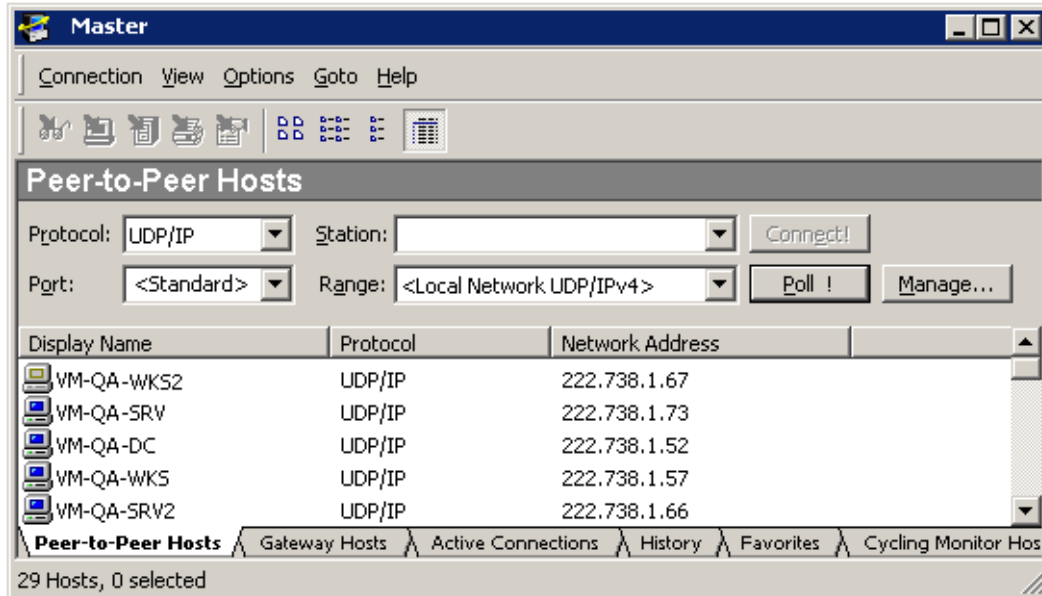 Master
Connection View Options Goto Help
Peer-to-Peer Hosts
Protocol: UDP/IP Station: Connect!
Port: <Standard> Range: <Local Network UDP/IPv4> Poll ! Manage...
Display Name Protocol Network Address
VM-QA-WKS2 UDP/IP 222.738.1.67
VM-QA-SRV UDP/IP 222.738.1.73
VM-QA-DC UDP/IP 222.738.1.52
VM-QA-WKS UDP/IP 222.738.1.57
VM-QA-SRV2 UDP/IP 222.738.1.66
Peer-to-Peer Hosts Gateway Hosts Active Connections History Favorites Cycling Monitor Hos
29 Hosts, 0 selected